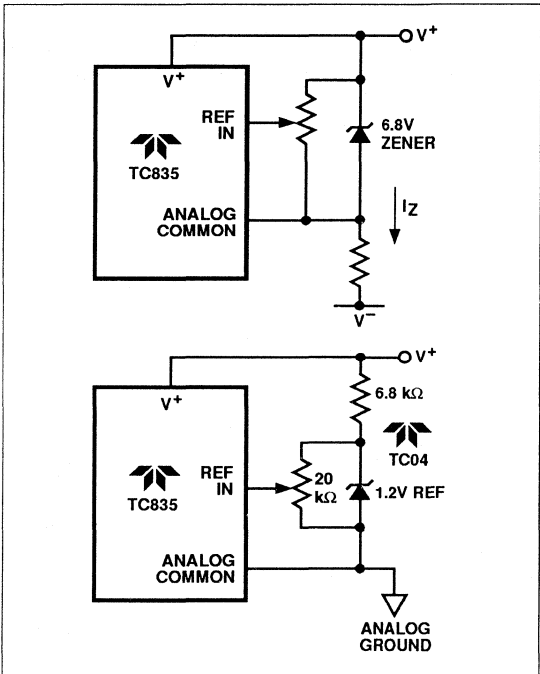 V+
V+
REF
IN
6.8V
ZENER
TC835
ANALOG
COMMON
IZ
V−
V+
V+
6.8 kΩ
TC04
REF
IN
20
kΩ
1.2V REF
TC835
ANALOG
COMMON
ANALOG
GROUND